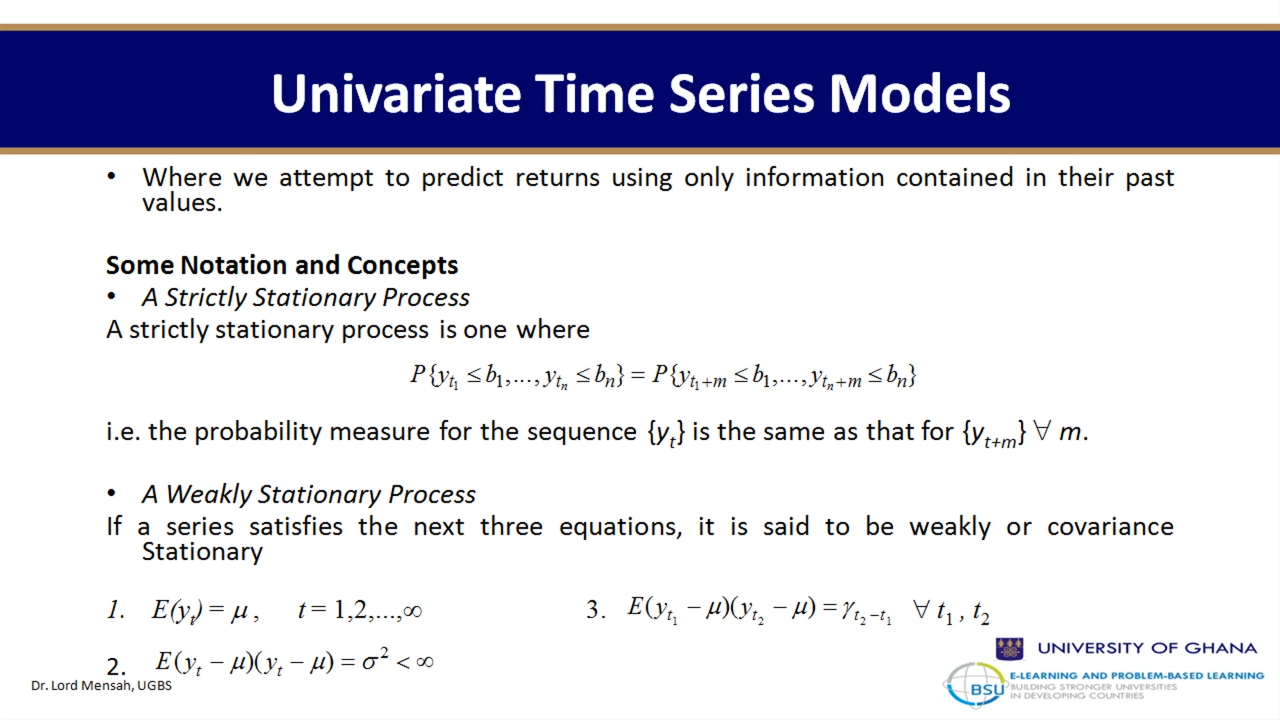 Univariate Time Series Models
• Where we attempt to predict returns using only information contained in their past
values.
Some Notation and Concepts
• A Strictly Stationary Process
A strictly stationary process is one where
P{y_{t_1} ≤ b_1,..., y_{t_n} ≤ b_n} = P{y_{t_1+m} ≤ b_1,..., y_{t_n+m} ≤ b_n}
i.e. the probability measure for the sequence {y_t} is the same as that for {y_{t+m}} ∀ m.
• A Weakly Stationary Process
If a series satisfies the next three equations, it is said to be weakly or covariance
Stationary
1. E(y_t) = μ , t = 1,2,...,∞
3. E(y_{t_1} − μ)(y_{t_2} − μ) = γ_{t_2−t_1} ∀ t_1 , t_2
2. E(y_t − μ)(y_t − μ) = σ^2 < ∞
Dr. Lord Mensah, UGBS
UNIVERSITY OF GHANA
BSU
E-LEARNING AND PROBLEM-BASED LEARNING
BUILDING STRONGER UNIVERSITIES
IN DEVELOPING COUNTRIES